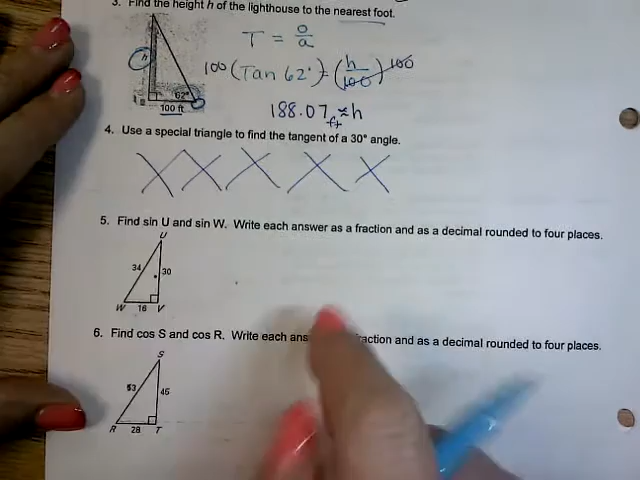 3. Find the height h of the lighthouse to the nearest foot.
T = o/a
h
100 (Tan 62°) = (h/100) 100
62°
100 ft
188.07 ft ≈ h
4. Use a special triangle to find the tangent of a 30° angle.
5. Find sin U and sin W. Write each answer as a fraction and as a decimal rounded to four places.
U
34 30
W 16 V
6. Find cos S and cos R. Write each fraction and as a decimal rounded to four places.
S
53 45
R 28 T